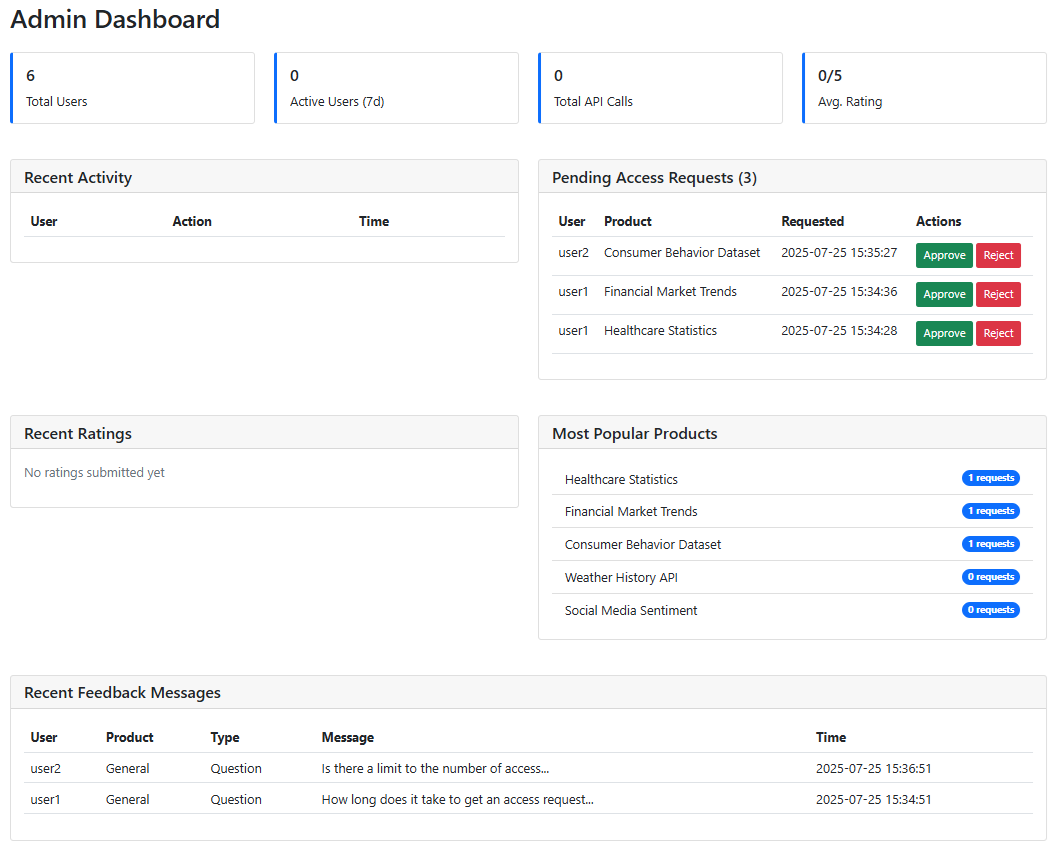 Admin Dashboard
6
Total Users
0
Active Users (7d)
0
Total API Calls
0/5
Avg. Rating
Recent Activity
User Action Time
Pending Access Requests (3)
User Product Requested Actions
user2 Consumer Behavior Dataset 2025-07-25 15:35:27 Approve Reject
user1 Financial Market Trends 2025-07-25 15:34:36 Approve Reject
user1 Healthcare Statistics 2025-07-25 15:34:28 Approve Reject
Recent Ratings
No ratings submitted yet
Most Popular Products
Healthcare Statistics 1 requests
Financial Market Trends 1 requests
Consumer Behavior Dataset 1 requests
Weather History API 0 requests
Social Media Sentiment 0 requests
Recent Feedback Messages
User Product Type Message Time
user2 General Question Is there a limit to the number of access... 2025-07-25 15:36:51
user1 General Question How long does it take to get an access request... 2025-07-25 15:34:51